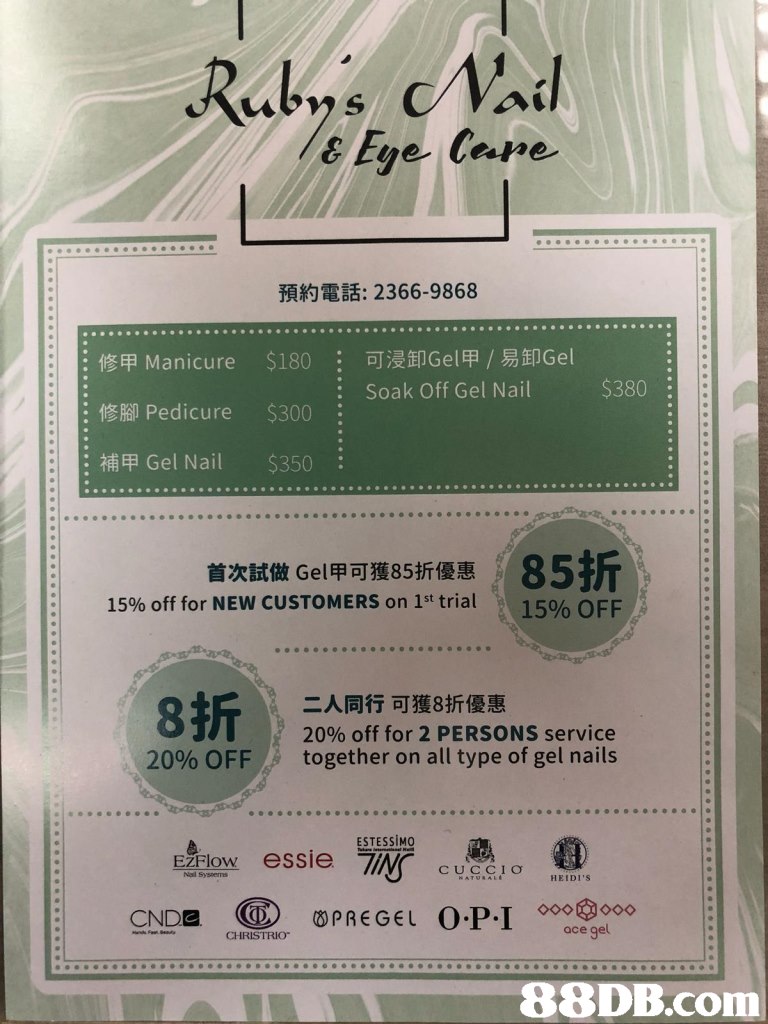 Ruby's Nail
& Eye Care
預約電話: 2366-9868
修甲 Manicure $180
修腳 Pedicure $300
補甲 Gel Nail $350
可浸卸Gel甲 / 易卸Gel
Soak Off Gel Nail $380
首次試做 Gel甲可獲85折優惠
15% off for NEW CUSTOMERS on 1st trial
85折
15% OFF
8折
20% OFF
二人同行 可獲8折優惠
20% off for 2 PERSONS service
together on all type of gel nails
EzFlow
Nail Systems
essie
ESTESSiMO
TiNS
CUCCIO
NATURALE
HEIDI'S
CND
CHRISTRIO
PREGEL
O·P·I
ace gel
88DB.com